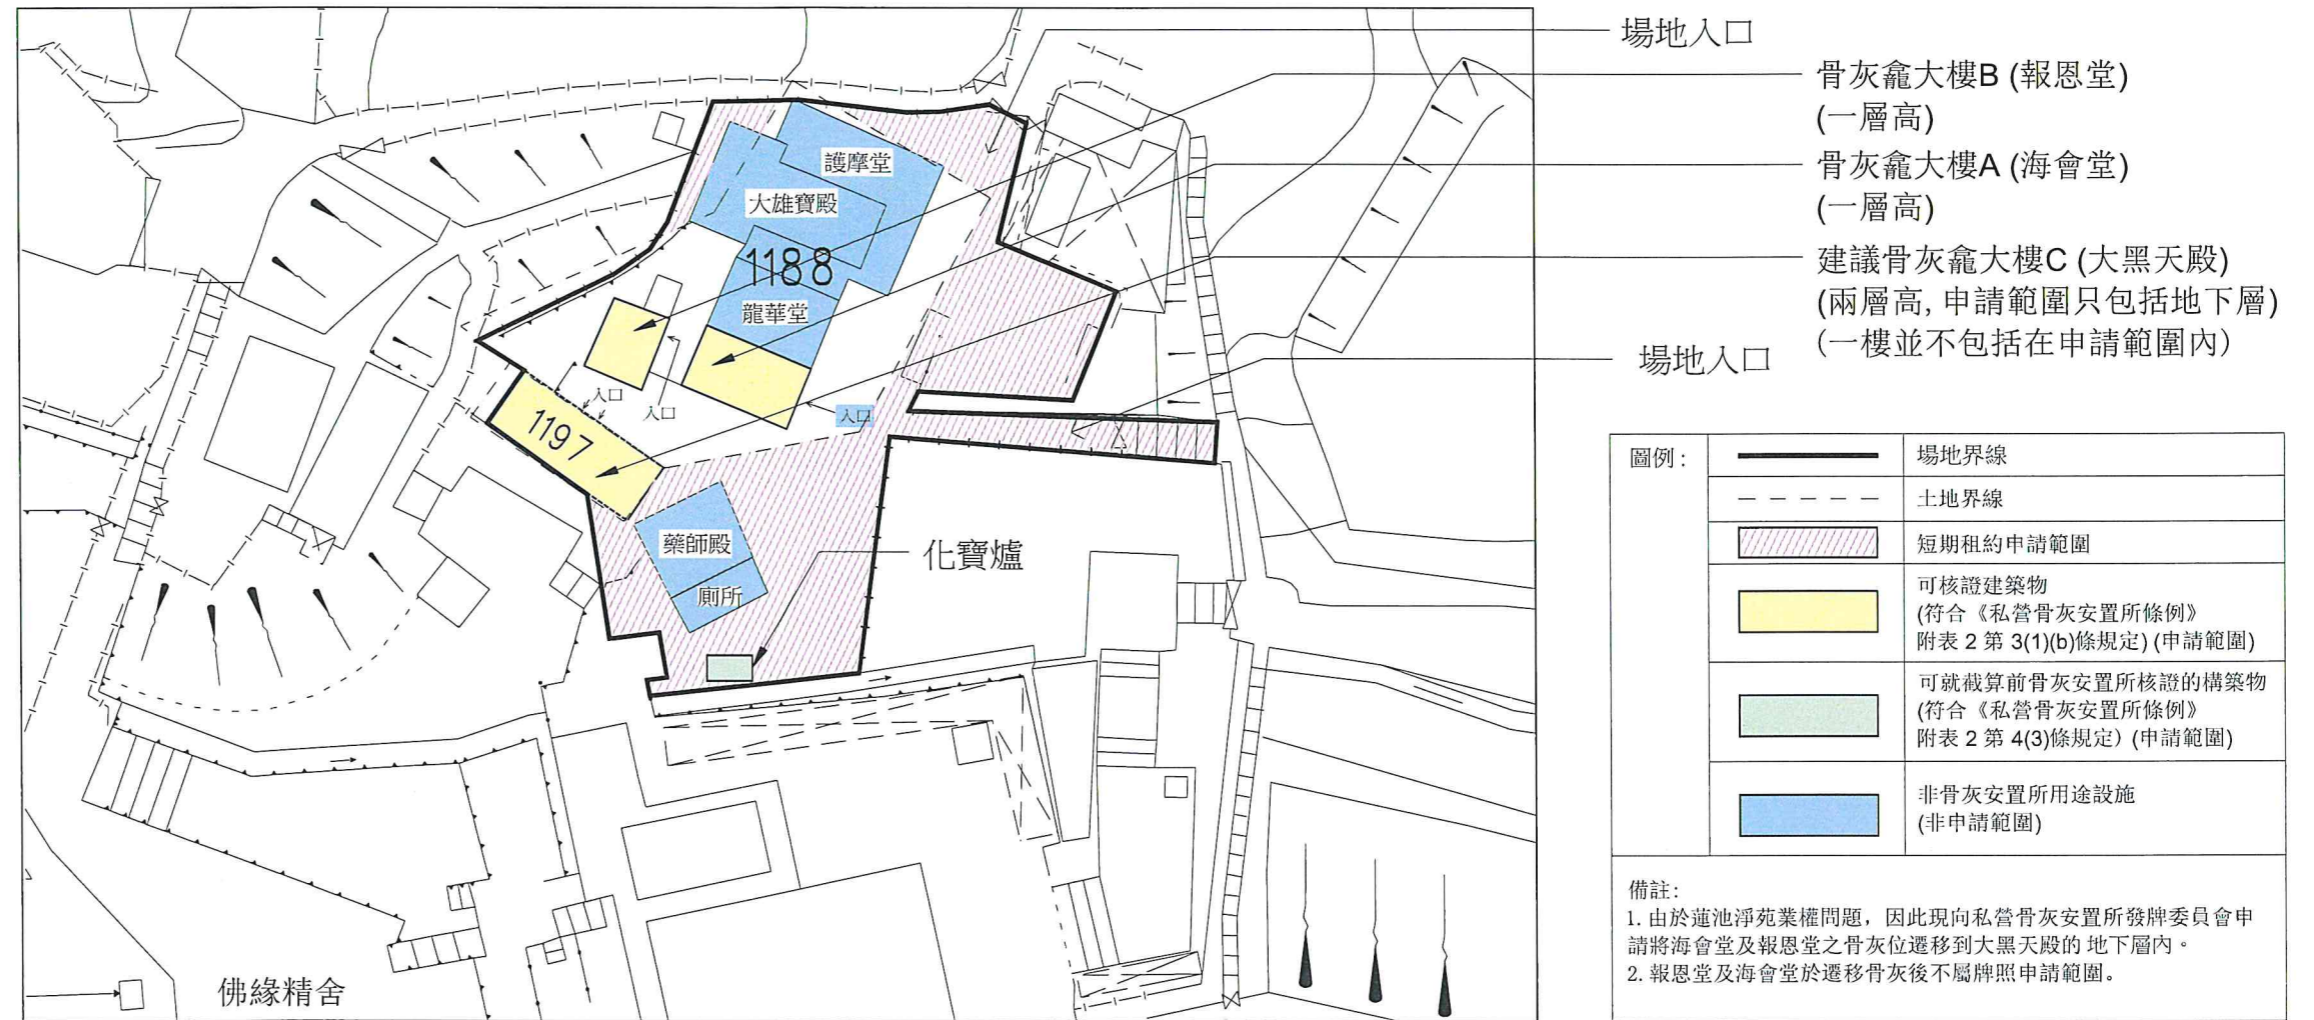 場地入口
骨灰龕大樓B (報恩堂)
(一層高)
骨灰龕大樓A (海會堂)
(一層高)
建議骨灰龕大樓C (大黑天殿)
(兩層高, 申請範圍只包括地下層)
(一樓並不包括在申請範圍內)
場地入口
護摩堂
大雄寶殿
1188
龍華堂
入口
入口
入口
1197
藥師殿
廁所
化寶爐
佛緣精舍
圖例:
場地界線
土地界線
短期租約申請範圍
可核證建築物
(符合《私營骨灰安置所條例》
附表 2 第 3(1)(b)條規定) (申請範圍)
可就截算前骨灰安置所核證的構築物
(符合《私營骨灰安置所條例》
附表 2 第 4(3)條規定) (申請範圍)
非骨灰安置所用途設施
(非申請範圍)
備註:
1. 由於蓮池淨苑業權問題，因此現向私營骨灰安置所發牌委員會申
請將海會堂及報恩堂之骨灰位遷移到大黑天殿的 地下層內。
2. 報恩堂及海會堂於遷移骨灰後不屬牌照申請範圍。